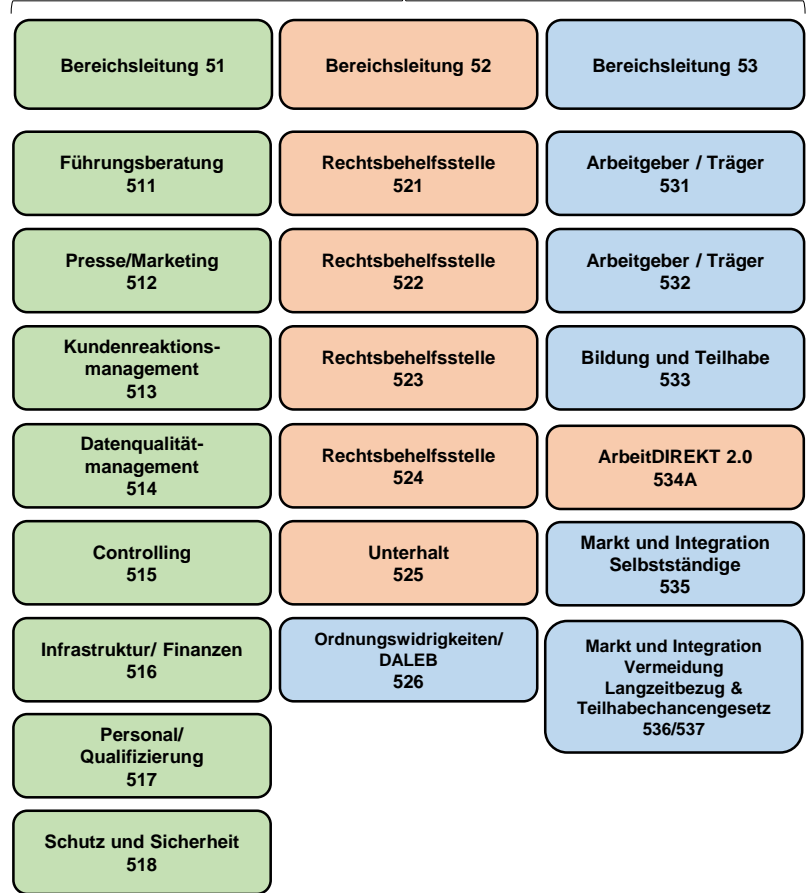 Bereichsleitung 51
Führungsberatung
511
Presse/Marketing
512
Kundenreaktions-
management
513
Datenqualität-
management
514
Controlling
515
Infrastruktur/ Finanzen
516
Personal/
Qualifizierung
517
Schutz und Sicherheit
518
Bereichsleitung 52
Rechtsbehelfsstelle
521
Rechtsbehelfsstelle
522
Rechtsbehelfsstelle
523
Rechtsbehelfsstelle
524
Unterhalt
525
Ordnungswidrigkeiten/
DALEB
526
Bereichsleitung 53
Arbeitgeber / Träger
531
Arbeitgeber / Träger
532
Bildung und Teilhabe
533
ArbeitDIREKT 2.0
534A
Markt und Integration
Selbstständige
535
Markt und Integration
Vermeidung
Langzeitbezug &
Teilhabechancengesetz
536/537